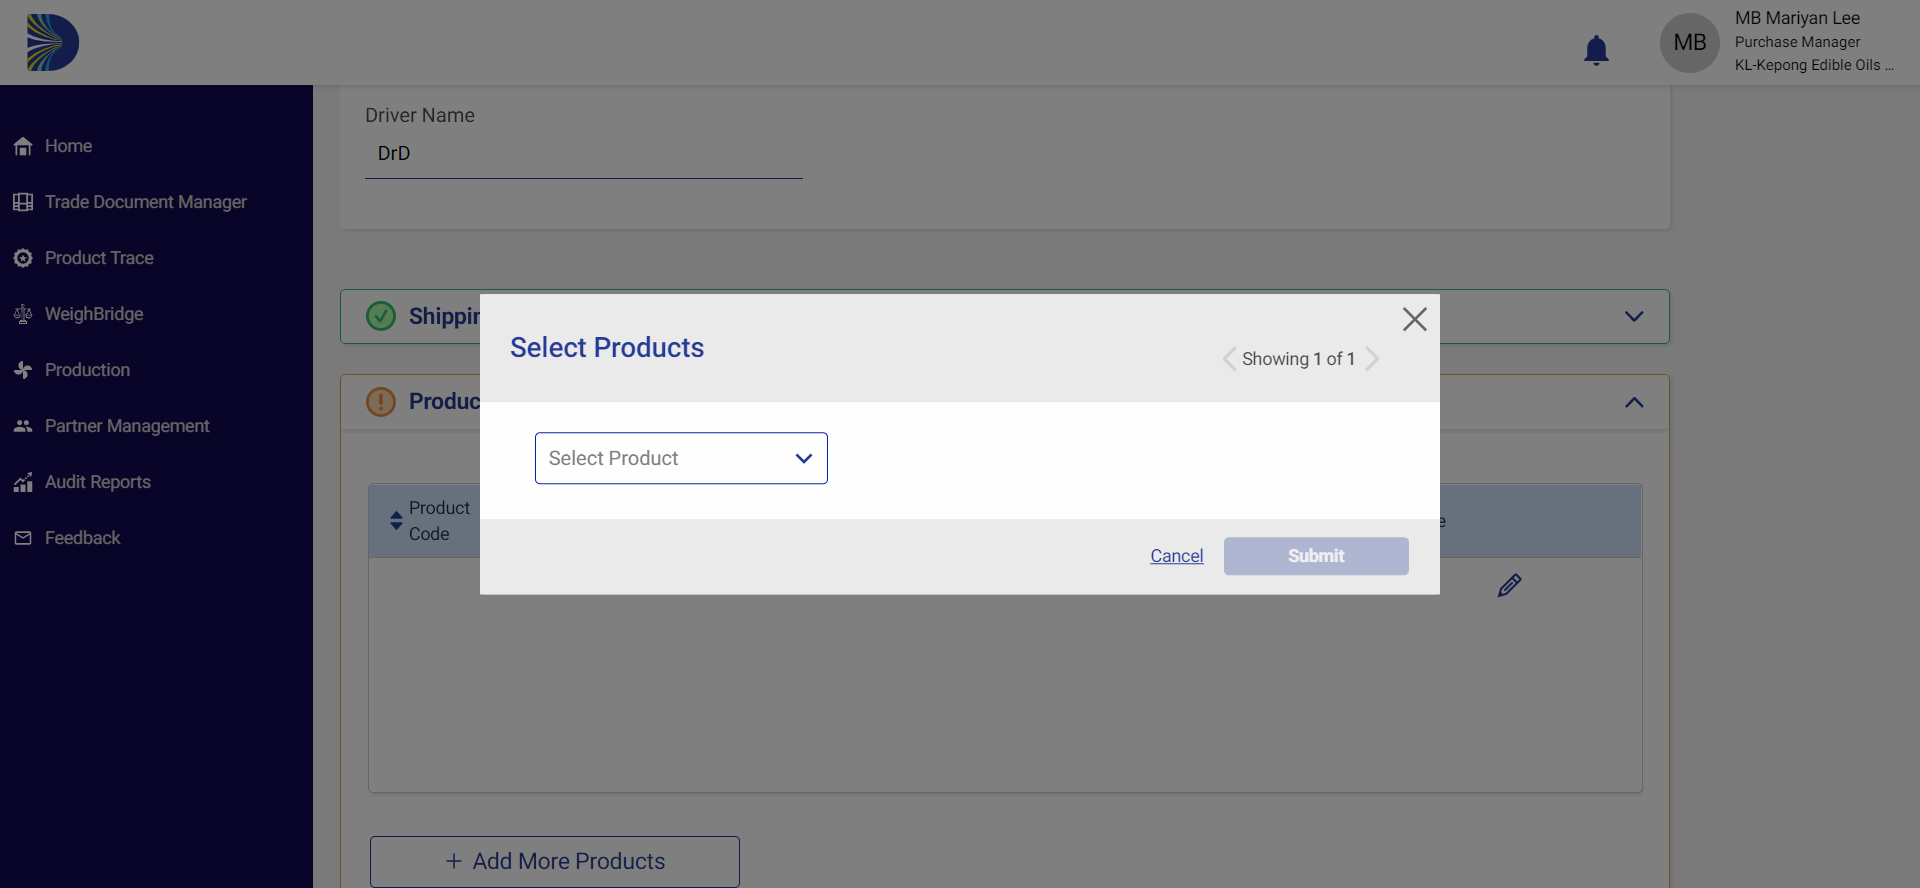 MB
MB Mariyan Lee
Purchase Manager
KL-Kepong Edible Oils ...
Home
Trade Document Manager
Product Trace
WeighBridge
Production
Partner Management
Audit Reports
Feedback
Driver Name
DrD
Select Products
Showing 1 of 1
Select Product
Cancel
Submit
Product
Code
+ Add More Products